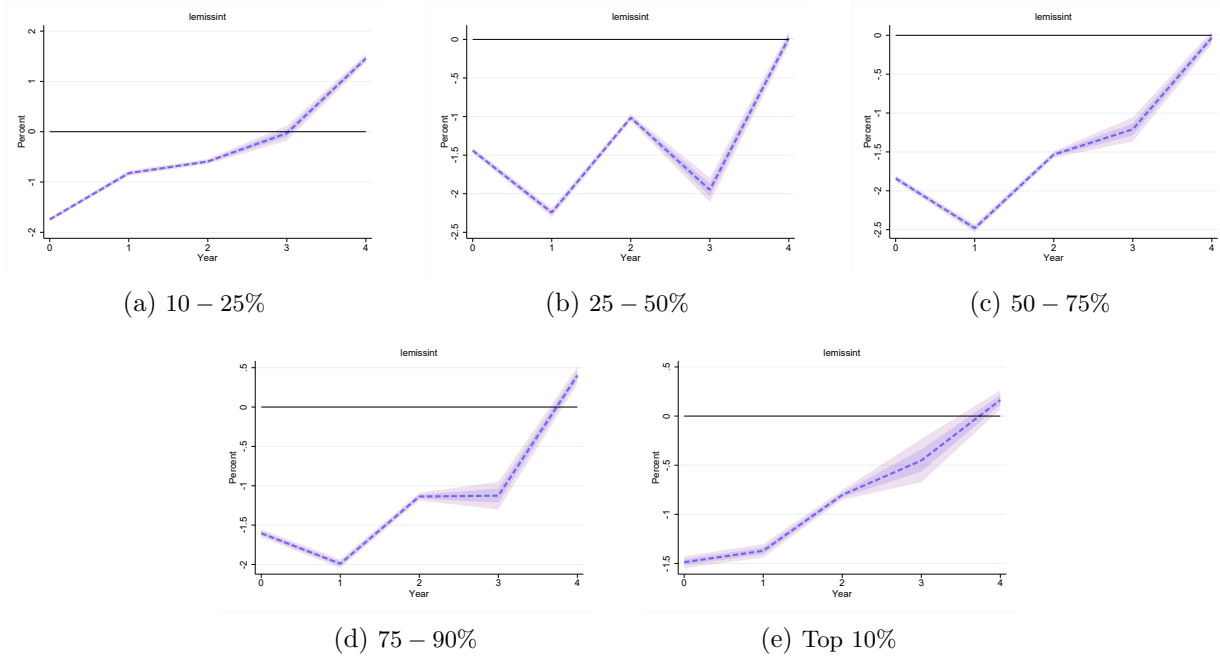 lemissint
Percent
2
1
0
-1
-2
0 1 2 3 4
Year
(a) 10 – 25%
lemissint
Percent
0
-.5
-1
-1.5
-2
-2.5
0 1 2 3 4
Year
(b) 25 – 50%
lemissint
Percent
0
-.5
-1
-1.5
-2
-2.5
0 1 2 3 4
Year
(c) 50 – 75%
lemissint
Percent
.5
0
-.5
-1
-1.5
-2
0 1 2 3 4
Year
(d) 75 – 90%
lemissint
Percent
.5
0
-.5
-1
-1.5
0 1 2 3 4
Year
(e) Top 10%